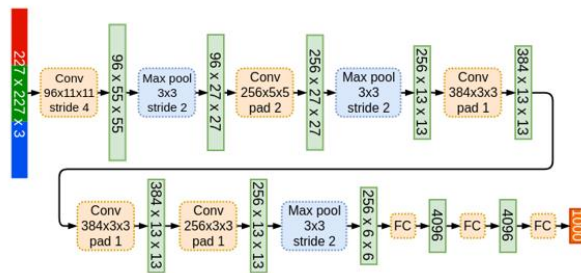 227 x 227 x 3
Conv
96x11x11
stride 4
96 x 55 x 55
Max pool
3x3
stride 2
96 x 27 x 27
Conv
256x5x5
pad 2
256 x 27 x 27
Max pool
3x3
stride 2
256 x 13 x 13
Conv
384x3x3
pad 1
384 x 13 x 13
Conv
384x3x3
pad 1
384 x 13 x 13
Conv
256x3x3
pad 1
256 x 13 x 13
Max pool
3x3
stride 2
256 x 6 x 6
FC
4096
FC
4096
FC
1000